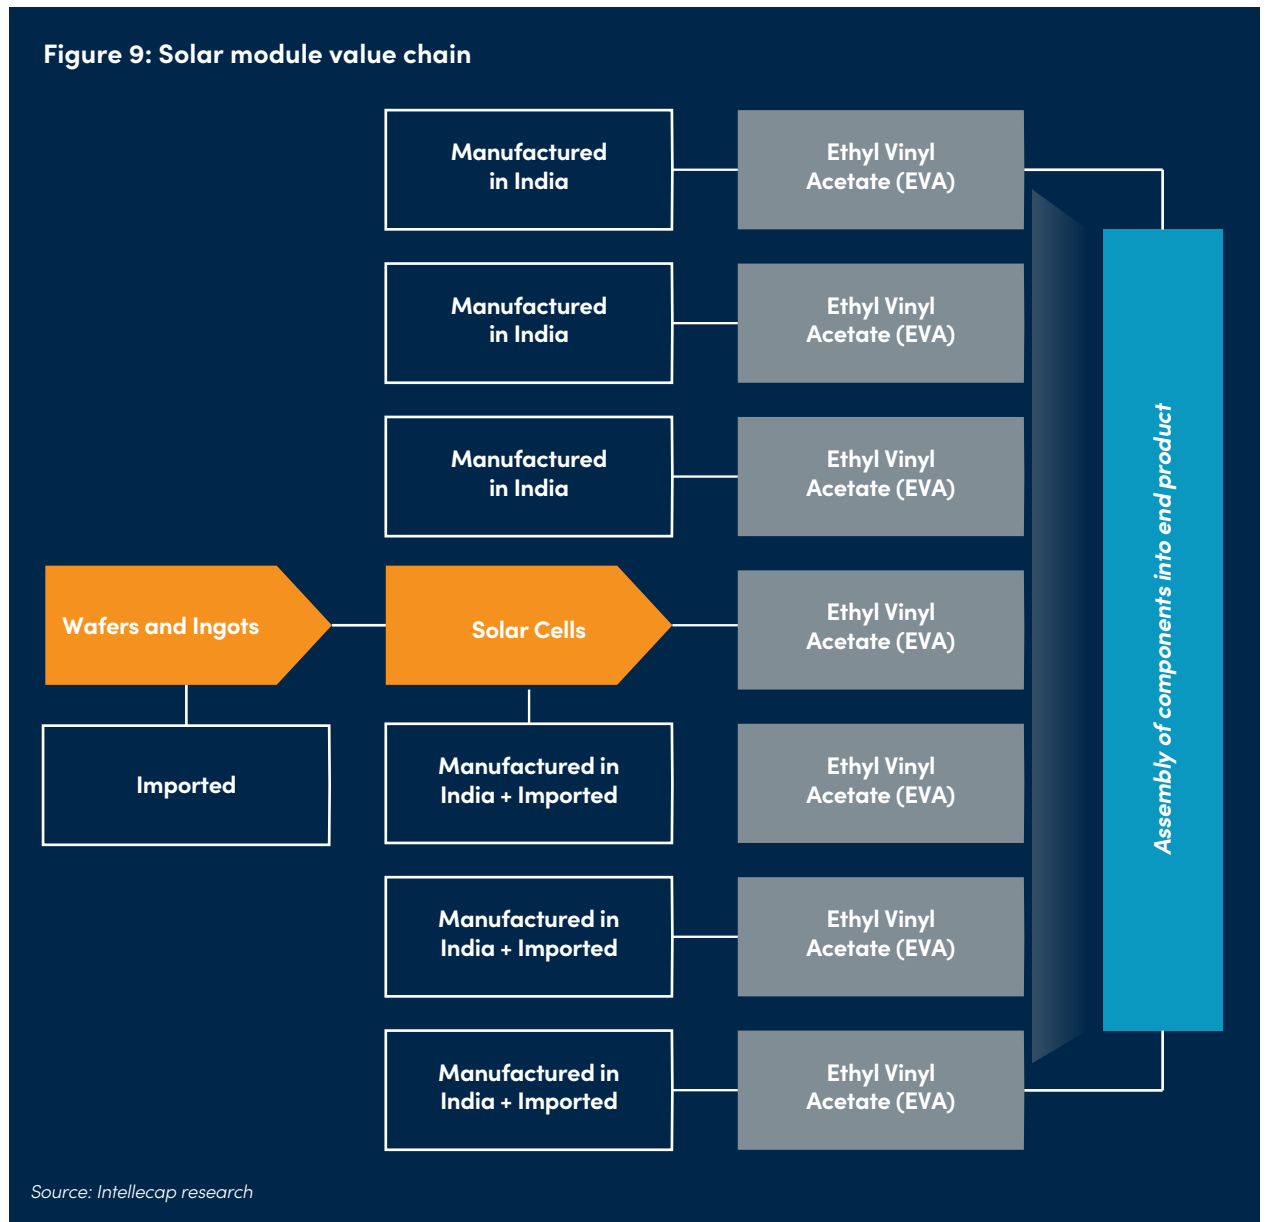 Figure 9: Solar module value chain
Manufactured
in India
Ethyl Vinyl
Acetate (EVA)
Manufactured
in India
Ethyl Vinyl
Acetate (EVA)
Manufactured
in India
Ethyl Vinyl
Acetate (EVA)
Wafers and Ingots
Solar Cells
Ethyl Vinyl
Acetate (EVA)
Imported
Manufactured in
India + Imported
Ethyl Vinyl
Acetate (EVA)
Manufactured in
India + Imported
Ethyl Vinyl
Acetate (EVA)
Manufactured in
India + Imported
Ethyl Vinyl
Acetate (EVA)
Assembly of components into end product
Source: Intellecap research